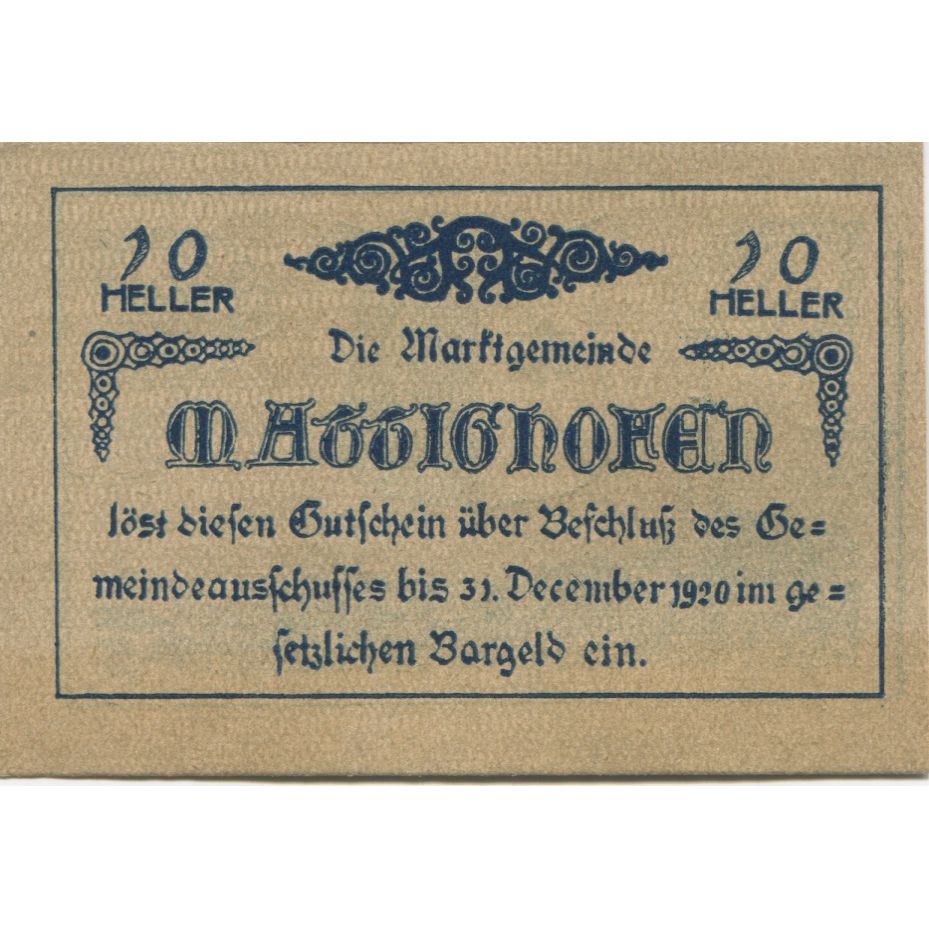 10 10
HELLER HELLER
Die Marktgemeinde
MATTIGHOFEN
löst diesen Gutschein über Beschluß des Ge=
meindeausschusses bis 31. December 1920 im ge=
setzlichen Bargeld ein.